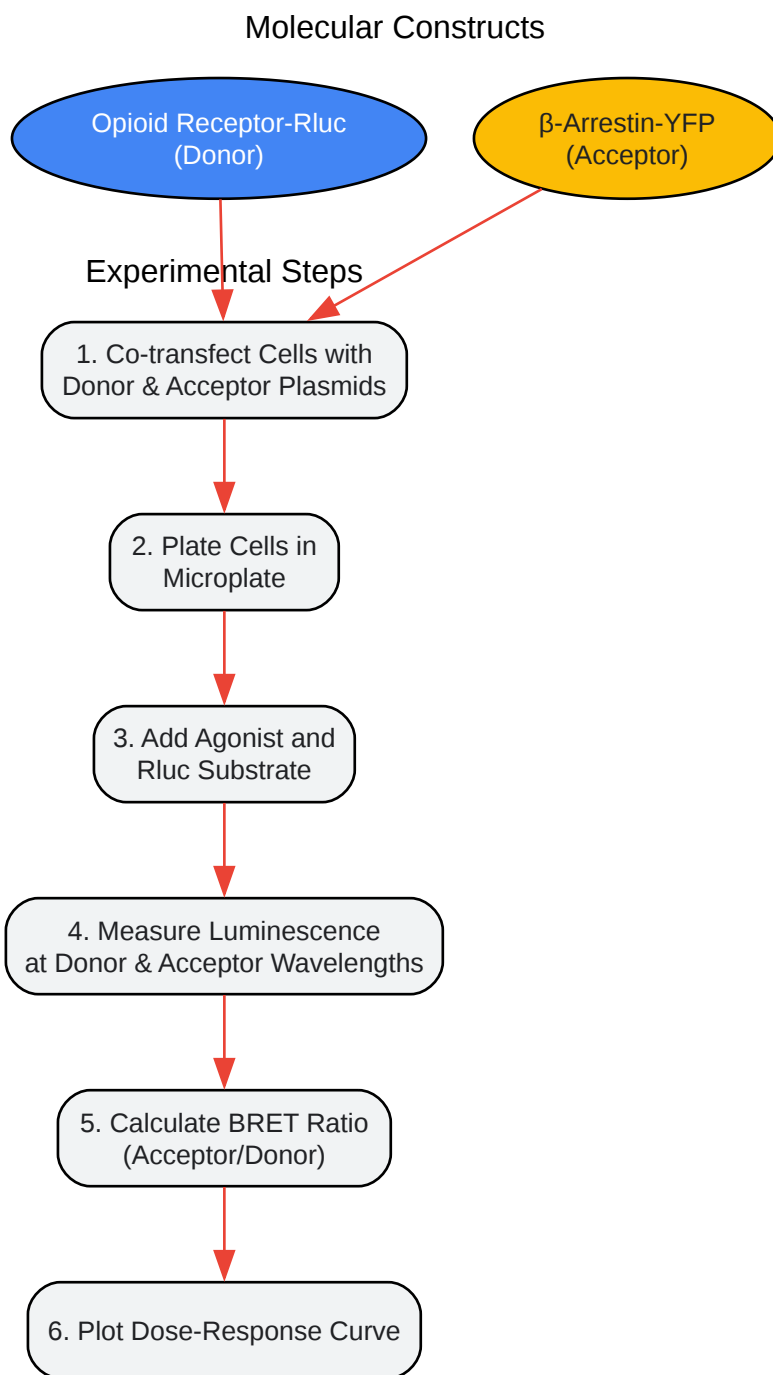 Molecular Constructs
Opioid Receptor-Rluc
(Donor)
β-Arrestin-YFP
(Acceptor)
Experimental Steps
1. Co-transfect Cells with
Donor & Acceptor Plasmids
2. Plate Cells in
Microplate
3. Add Agonist and
Rluc Substrate
4. Measure Luminescence
at Donor & Acceptor Wavelengths
5. Calculate BRET Ratio
(Acceptor/Donor)
6. Plot Dose-Response Curve